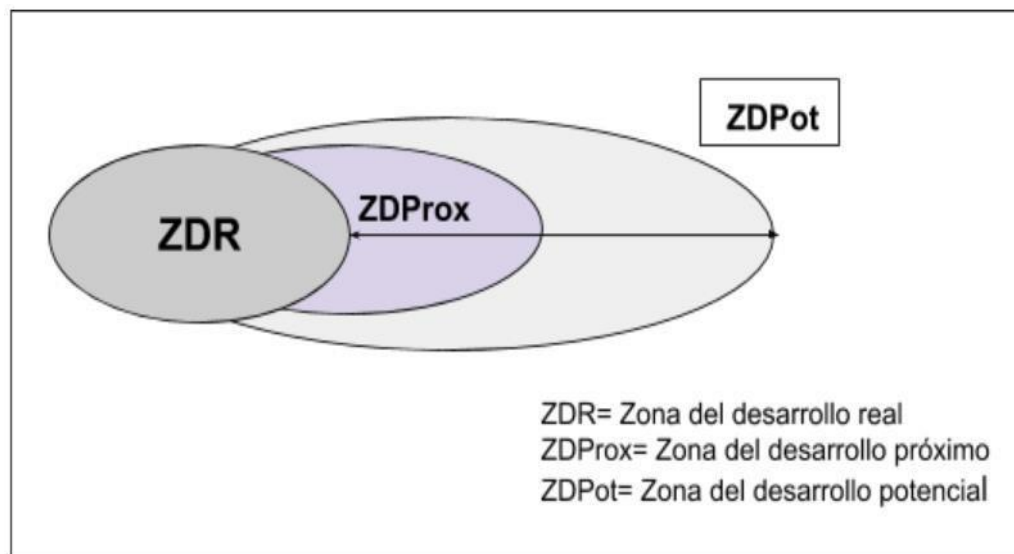 ZDPot
ZDProx
ZDR
ZDR= Zona del desarrollo real
ZDProx= Zona del desarrollo próximo
ZDPot= Zona del desarrollo potencial